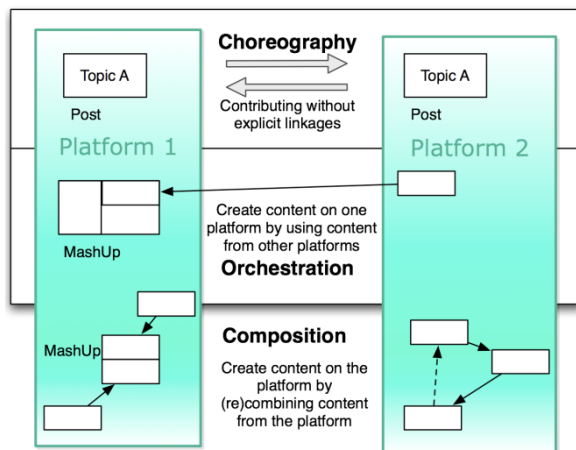 Choreography
Topic A
Topic A
Contributing without
explicit linkages
Post
Post
Platform 1
Platform 2
Create content on one
platform by using content
from other platforms
MashUp
Orchestration
Composition
MashUp
Create content on the
platform by
(re)combining content
from the platform